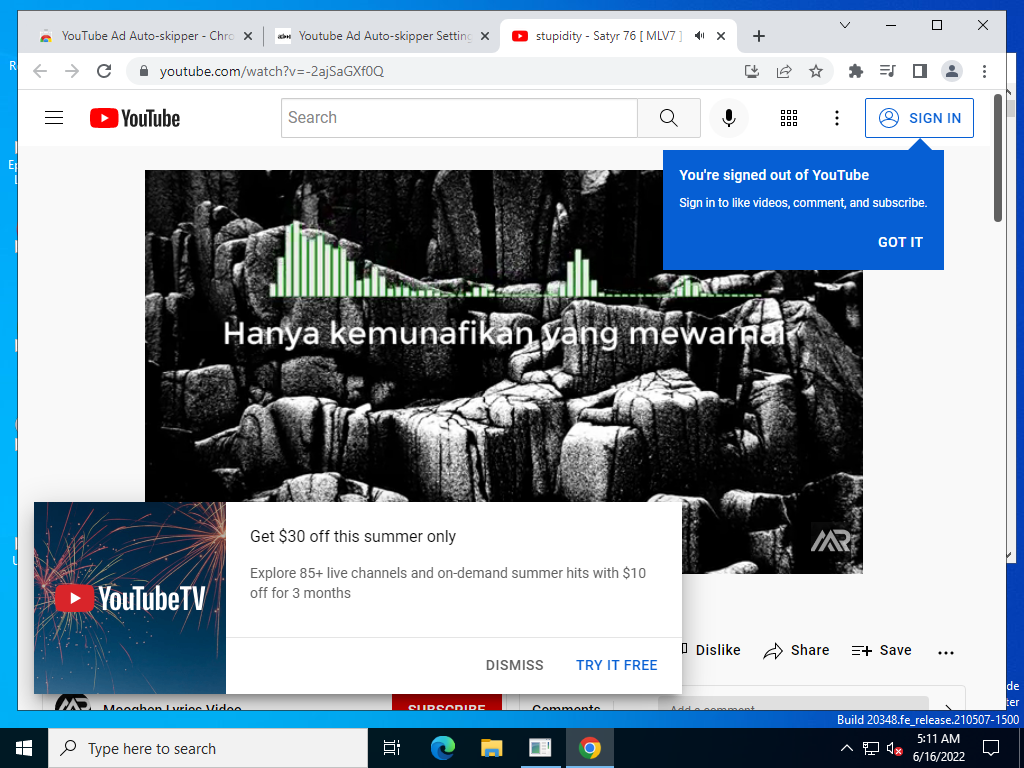 YouTube Ad Auto-skipper - Chro
Youtube Ad Auto-skipper Setting
stupidity - Satyr 76 [ MLV7 ]
youtube.com/watch?v=-2ajSaGXf0Q
YouTube
Search
SIGN IN
You're signed out of YouTube
Sign in to like videos, comment, and subscribe.
GOT IT
Hanya kemunafikan yang mewarnai
MR
Get $30 off this summer only
Explore 85+ live channels and on-demand summer hits with $10
off for 3 months
YouTubeTV
DISMISS
TRY IT FREE
Dislike
Share
Save
...
Mooghen Lyrics Video
SUBSCRIBE
Comments
Add a comment...
Build 20348.fe_release.210507-1500
Type here to search
5:11 AM
6/16/2022